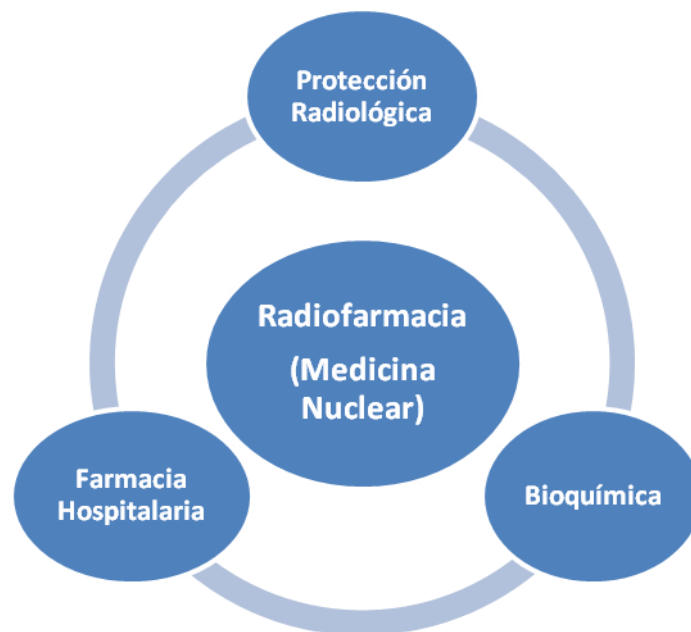 Protección
Radiológica
Radiofarmacia
(Medicina
Nuclear)
Farmacia
Hospitalaria
Bioquímica